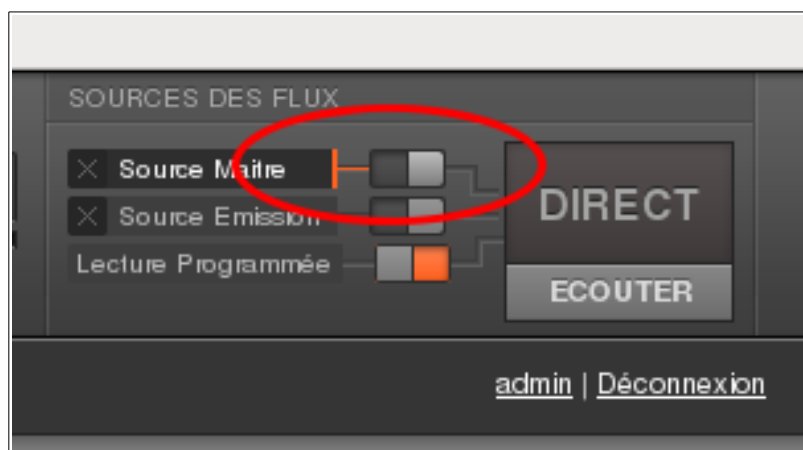 SOURCES DES FLUX
Source Maitre
Source Emission
Lecture Programmée
DIRECT
ECOUTER
admin | Déconnexion